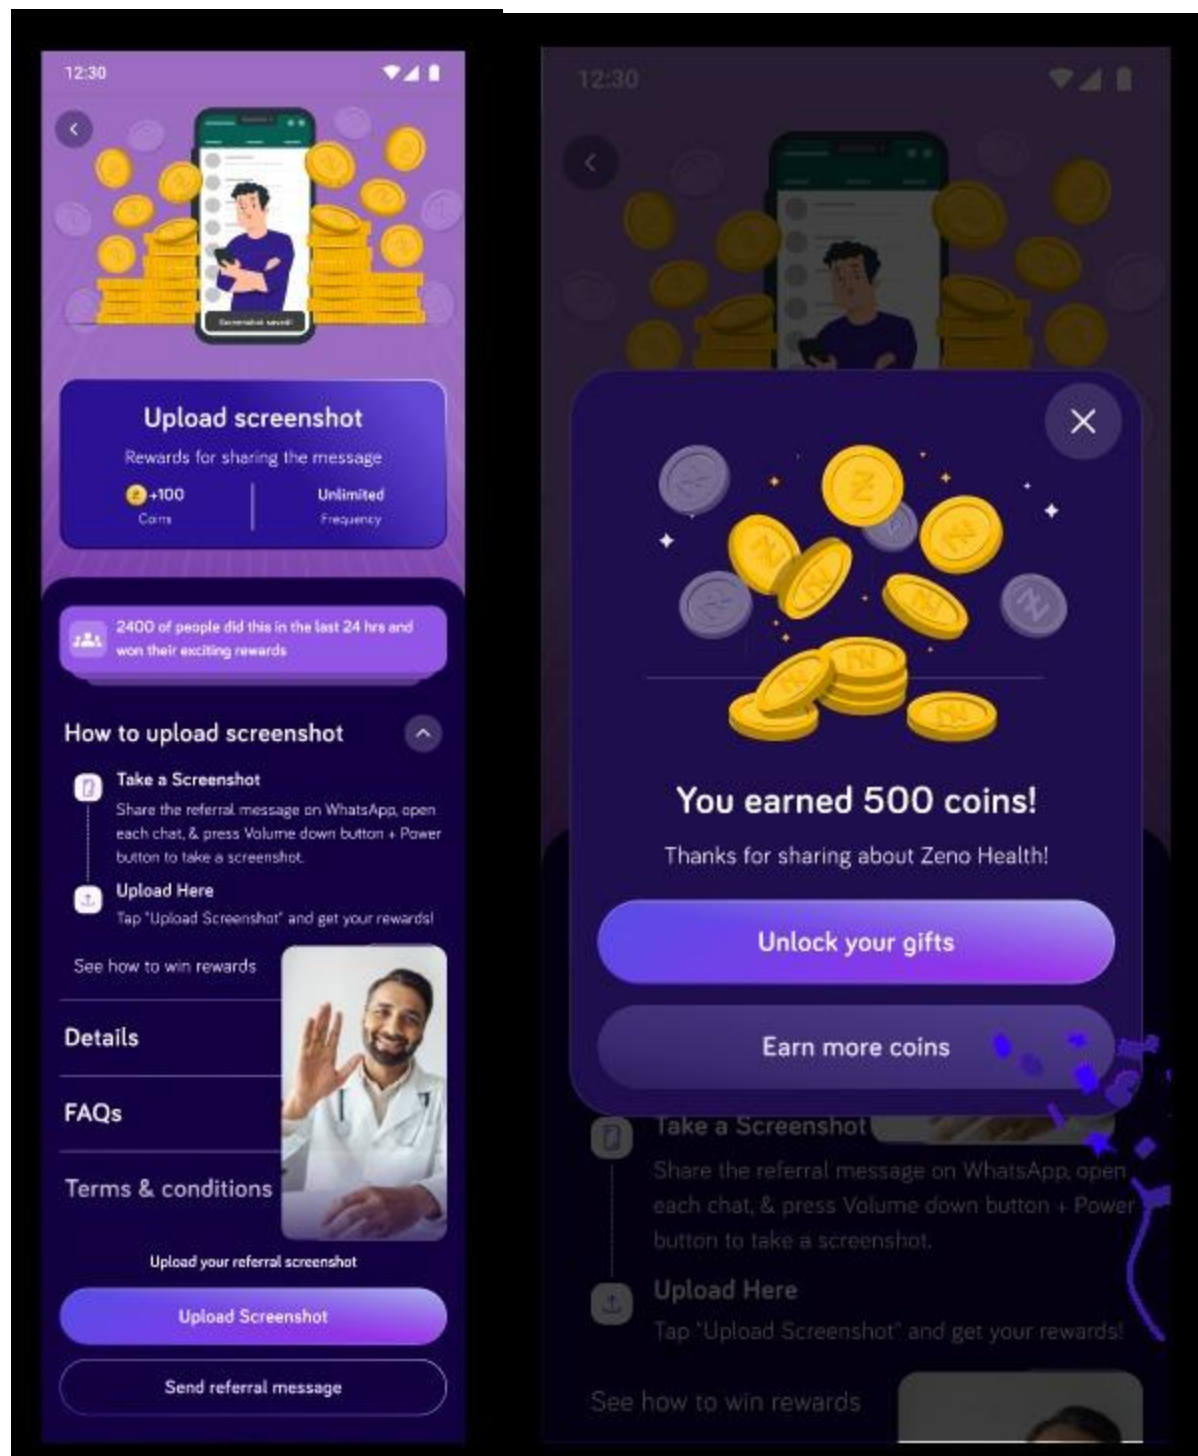 12:30
Screenshot saved!
Upload screenshot
Rewards for sharing the message
+100
Coins
Unlimited
Frequency
2400 of people did this in the last 24 hrs and
won their exciting rewards
How to upload screenshot
Take a Screenshot
Share the referral message on WhatsApp, open
each chat, & press Volume down button + Power
button to take a screenshot.
Upload Here
Tap "Upload Screenshot" and get your rewards!
See how to win rewards
Details
FAQs
Terms & conditions
Upload your referral screenshot
Upload Screenshot
Send referral message
12:30
You earned 500 coins!
Thanks for sharing about Zeno Health!
Unlock your gifts
Earn more coins
Take a Screenshot
Share the referral message on WhatsApp, open
each chat, & press Volume down button + Power
button to take a screenshot.
Upload Here
Tap "Upload Screenshot" and get your rewards!
See how to win rewards